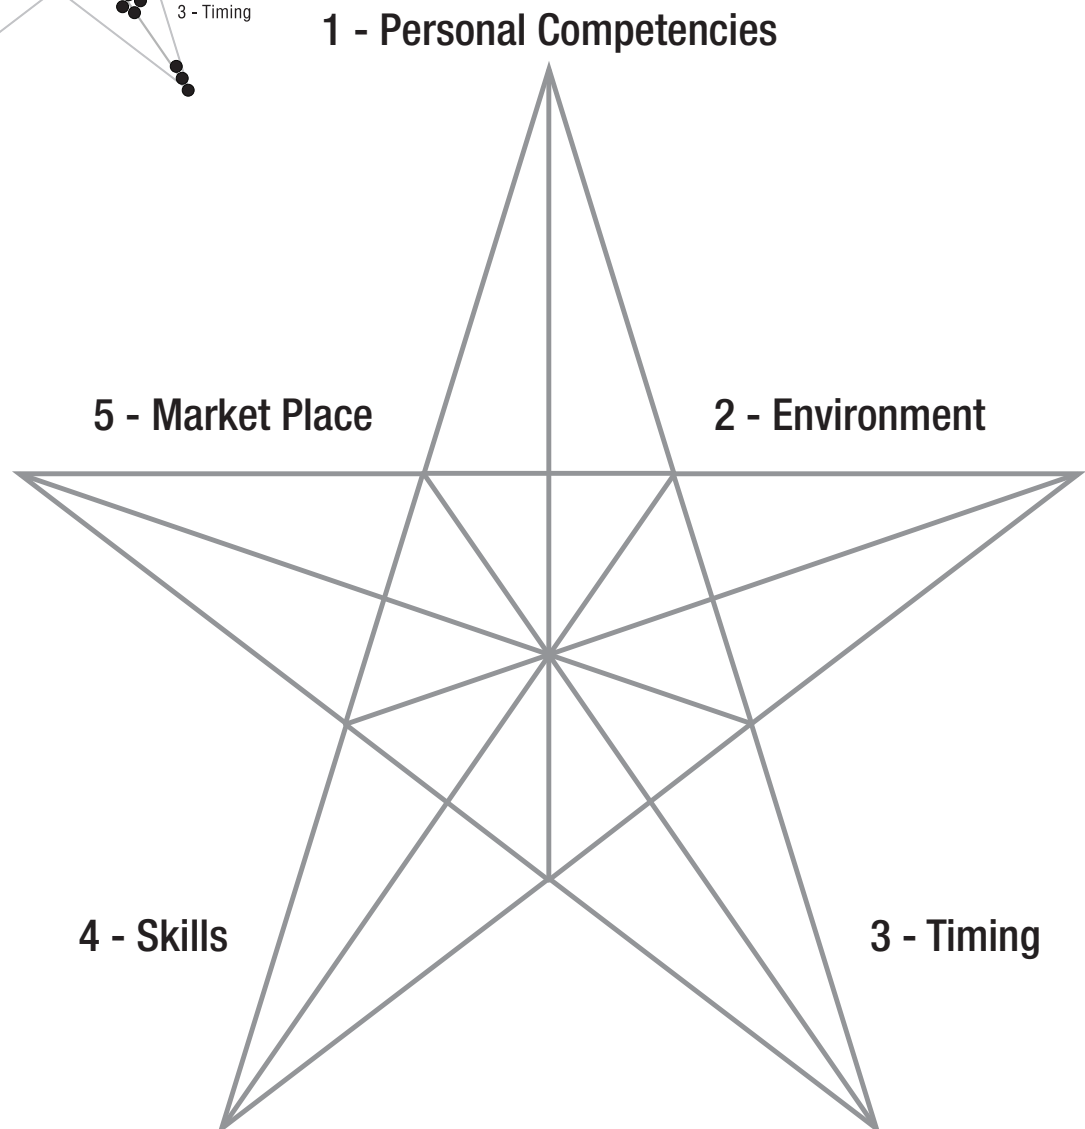 3 - Timing
1 - Personal Competencies
5 - Market Place
2 - Environment
4 - Skills
3 - Timing